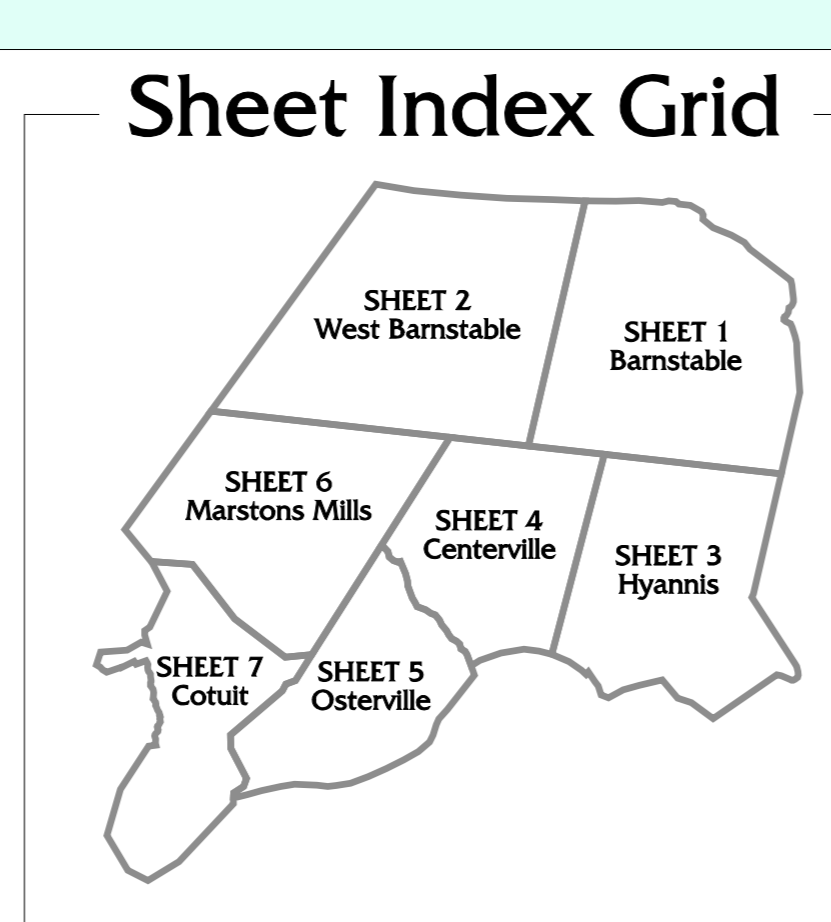 Sheet Index Grid
SHEET 2
West Barnstable
SHEET 1
Barnstable
SHEET 6
Marstons Mills
SHEET 4
Centerville
SHEET 3
Hyannis
SHEET 7
Cotuit
SHEET 5
Osterville